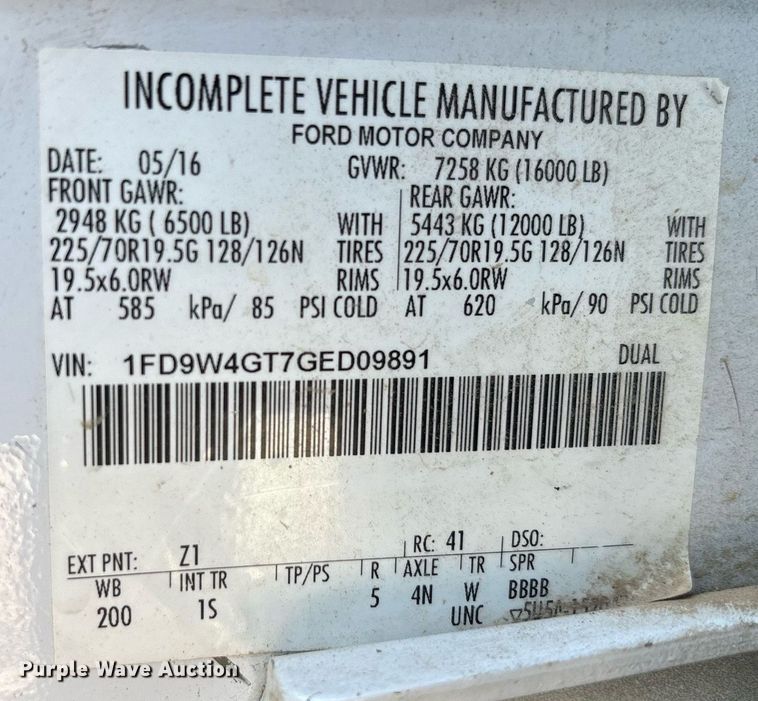 INCOMPLETE VEHICLE MANUFACTURED BY
FORD MOTOR COMPANY
DATE: 05/16 GVWR: 7258 KG (16000 LB)
FRONT GAWR: REAR GAWR:
2948 KG ( 6500 LB) WITH 5443 KG (12000 LB) WITH
225/70R19.5G 128/126N TIRES 225/70R19.5G 128/126N TIRES
19.5x6.0RW RIMS 19.5x6.0RW RIMS
AT 585 kPa/ 85 PSI COLD AT 620 kPa/ 90 PSI COLD
VIN: 1FD9W4GT7GED09891 DUAL
EXT PNT: Z1 RC: 41 DSO:
WB INT TR TP/PS R AXLE TR SPR
200 1S 5 4N W BBBB
UNC
Purple Wave Auction